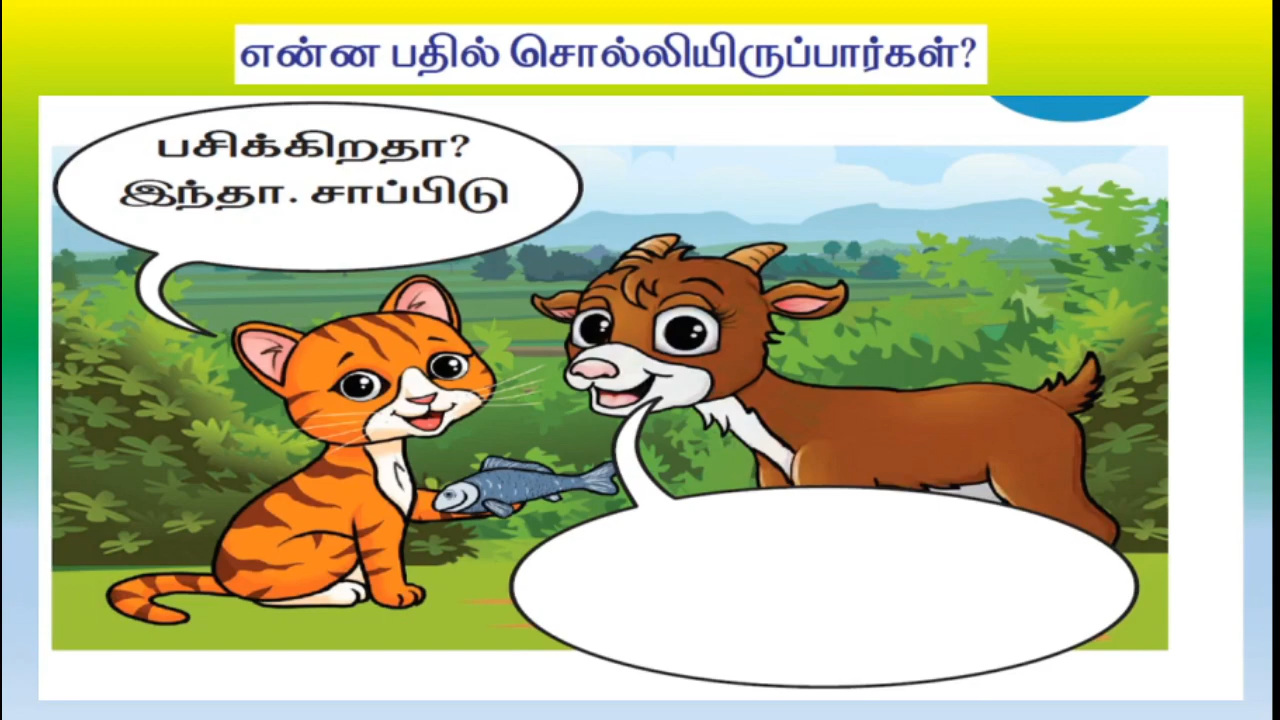 என்ன பதில் சொல்லியிருப்பார்கள்?
பசிக்கிறதா?
இந்தா. சாப்பிடு